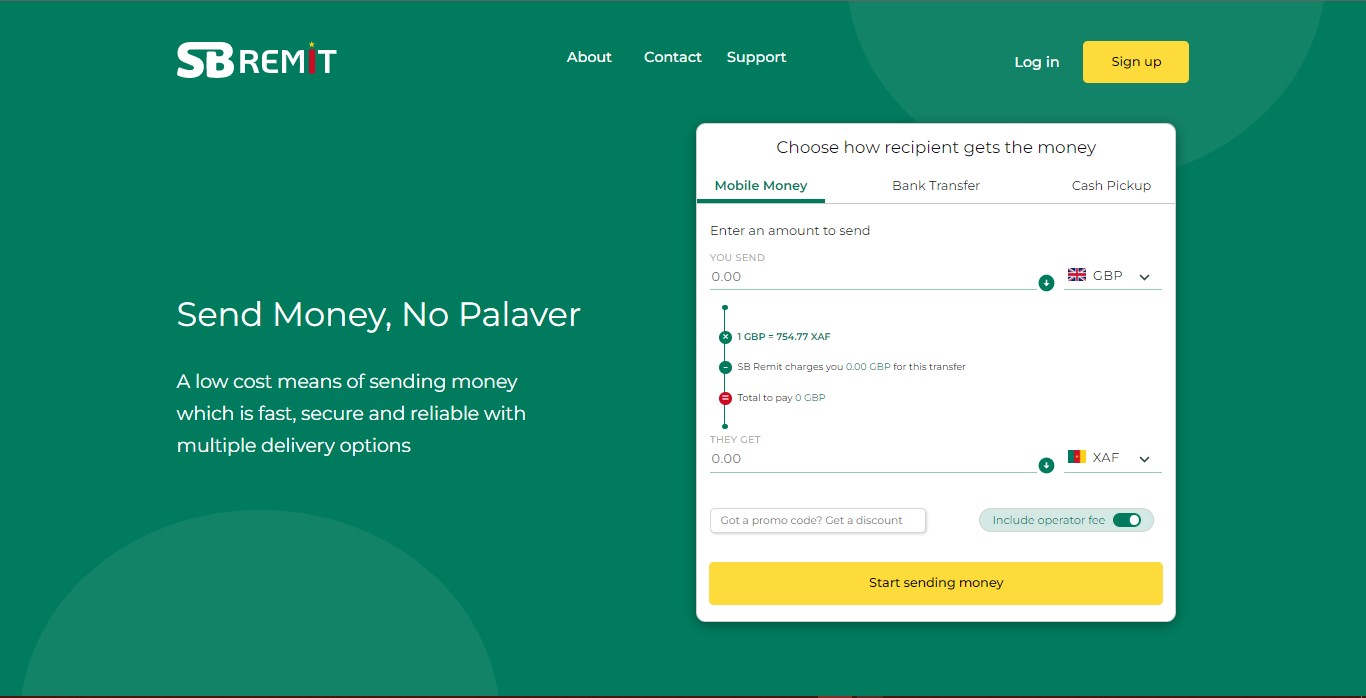 SB REMIT
About Contact Support
Log in
Sign up
Send Money, No Palaver
A low cost means of sending money
which is fast, secure and reliable with
multiple delivery options
Choose how recipient gets the money
Mobile Money Bank Transfer Cash Pickup
Enter an amount to send
YOU SEND
0.00 GBP
1 GBP = 754.77 XAF
SB Remit charges you 0.00 GBP for this transfer
Total to pay 0 GBP
THEY GET
0.00 XAF
Got a promo code? Get a discount
Include operator fee
Start sending money